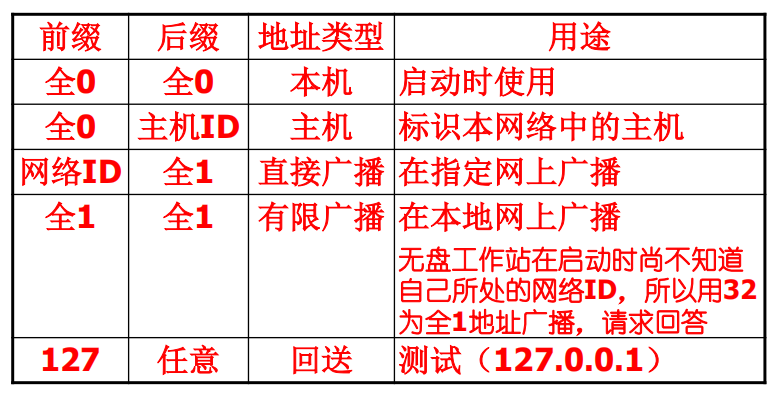 前缀 后缀 地址类型 用途
全0 全0 本机 启动时使用
全0 主机ID 主机 标识本网络中的主机
网络ID 全1 直接广播 在指定网上广播
全1 全1 有限广播 在本地网上广播
无盘工作站在启动时尚不知道
自己所处的网络ID，所以用32
为全1地址广播，请求回答
127 任意 回送 测试（127.0.0.1）